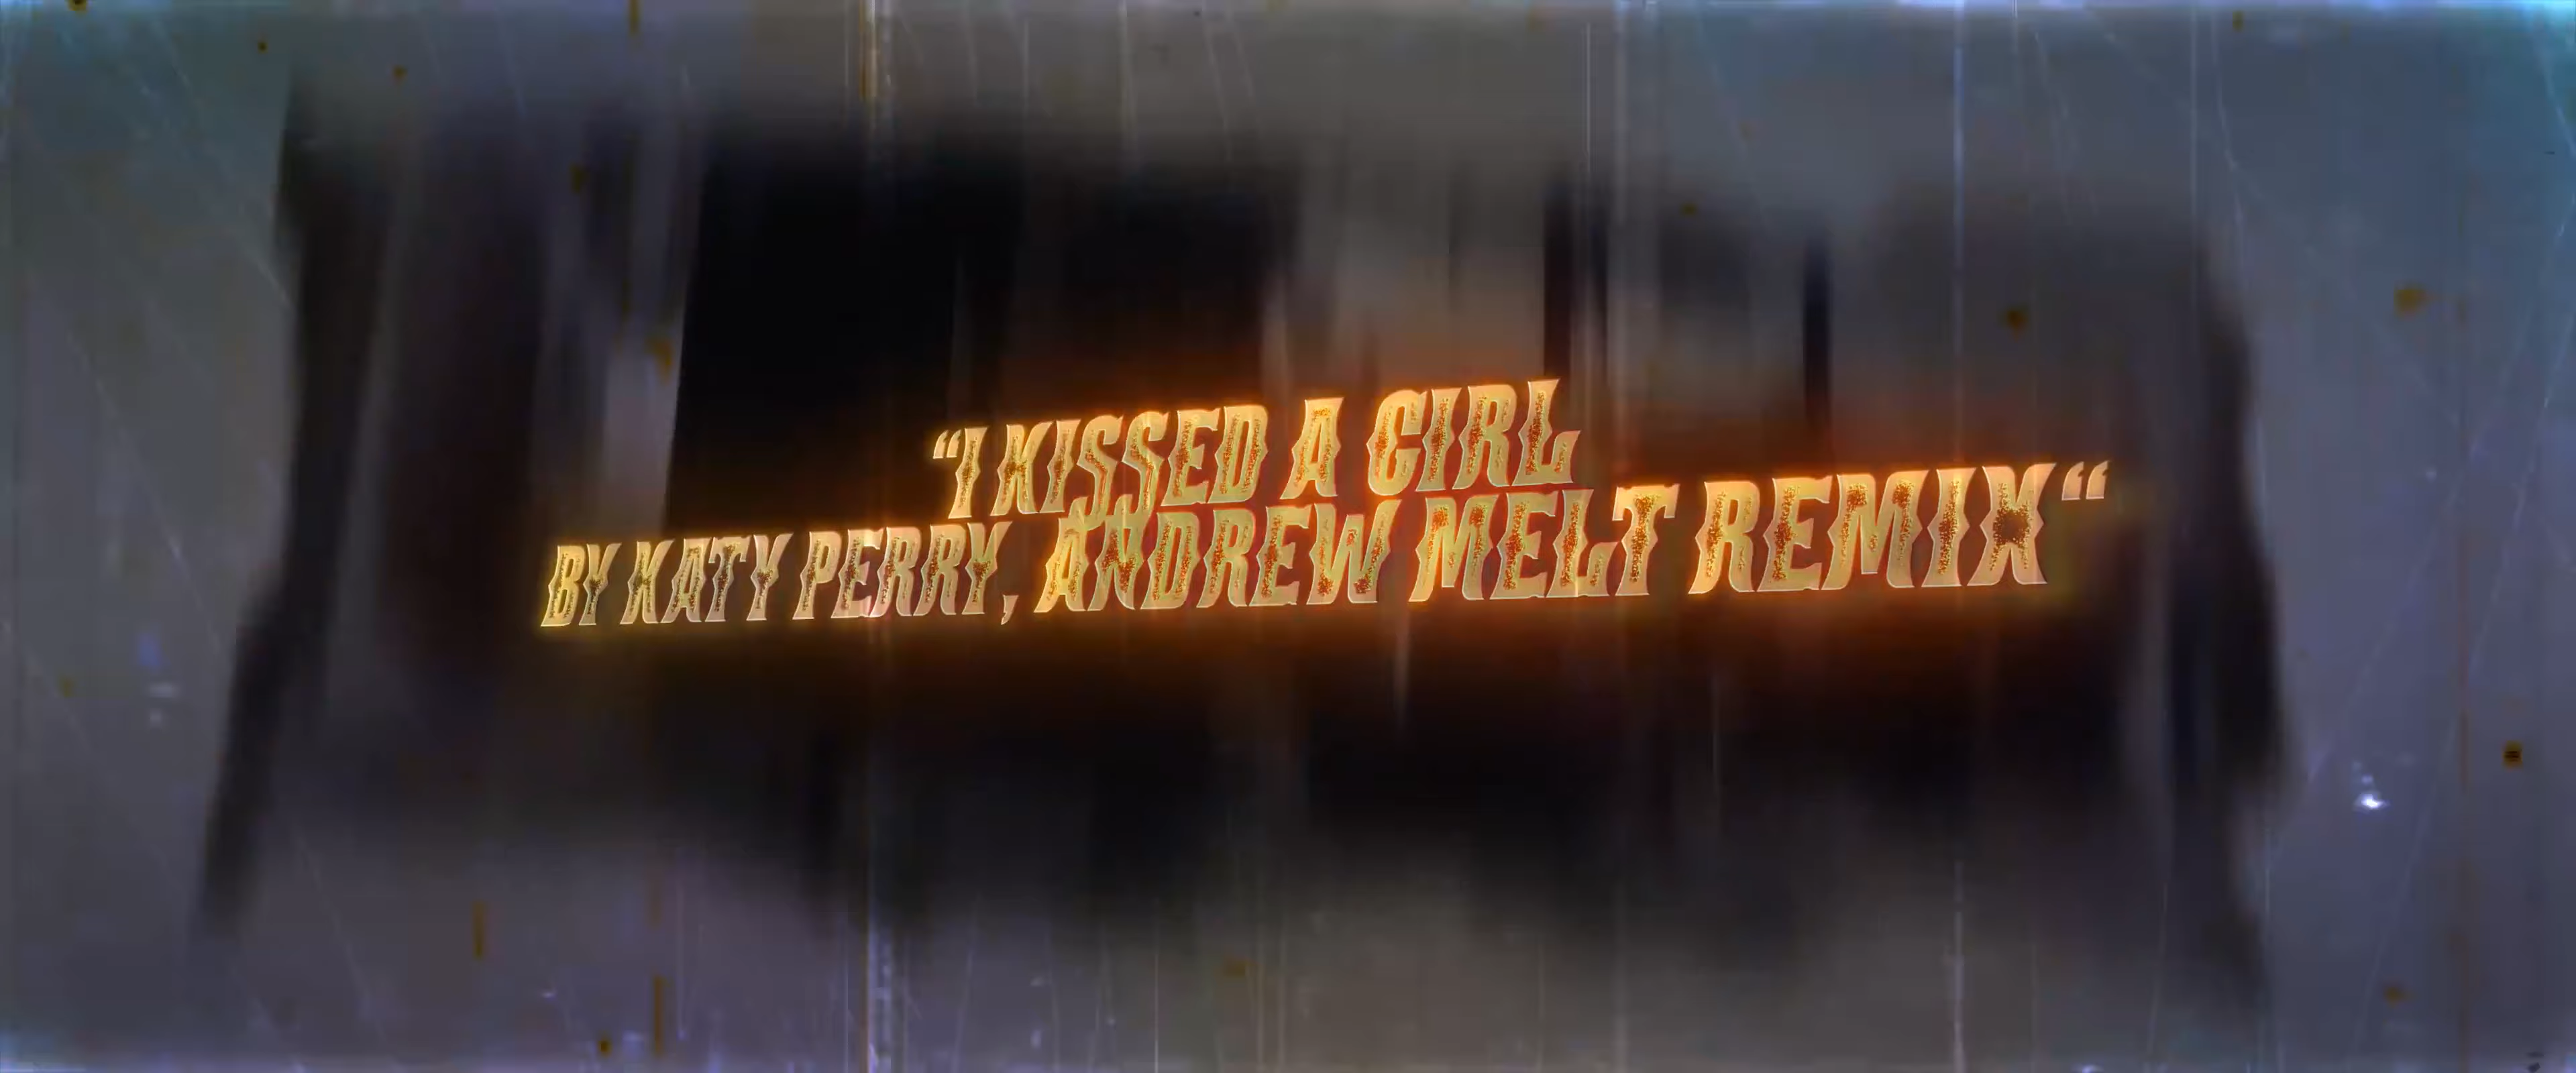 “I KISSED A GIRL
BY KATY PERRY, ANDREW MELT REMIX“